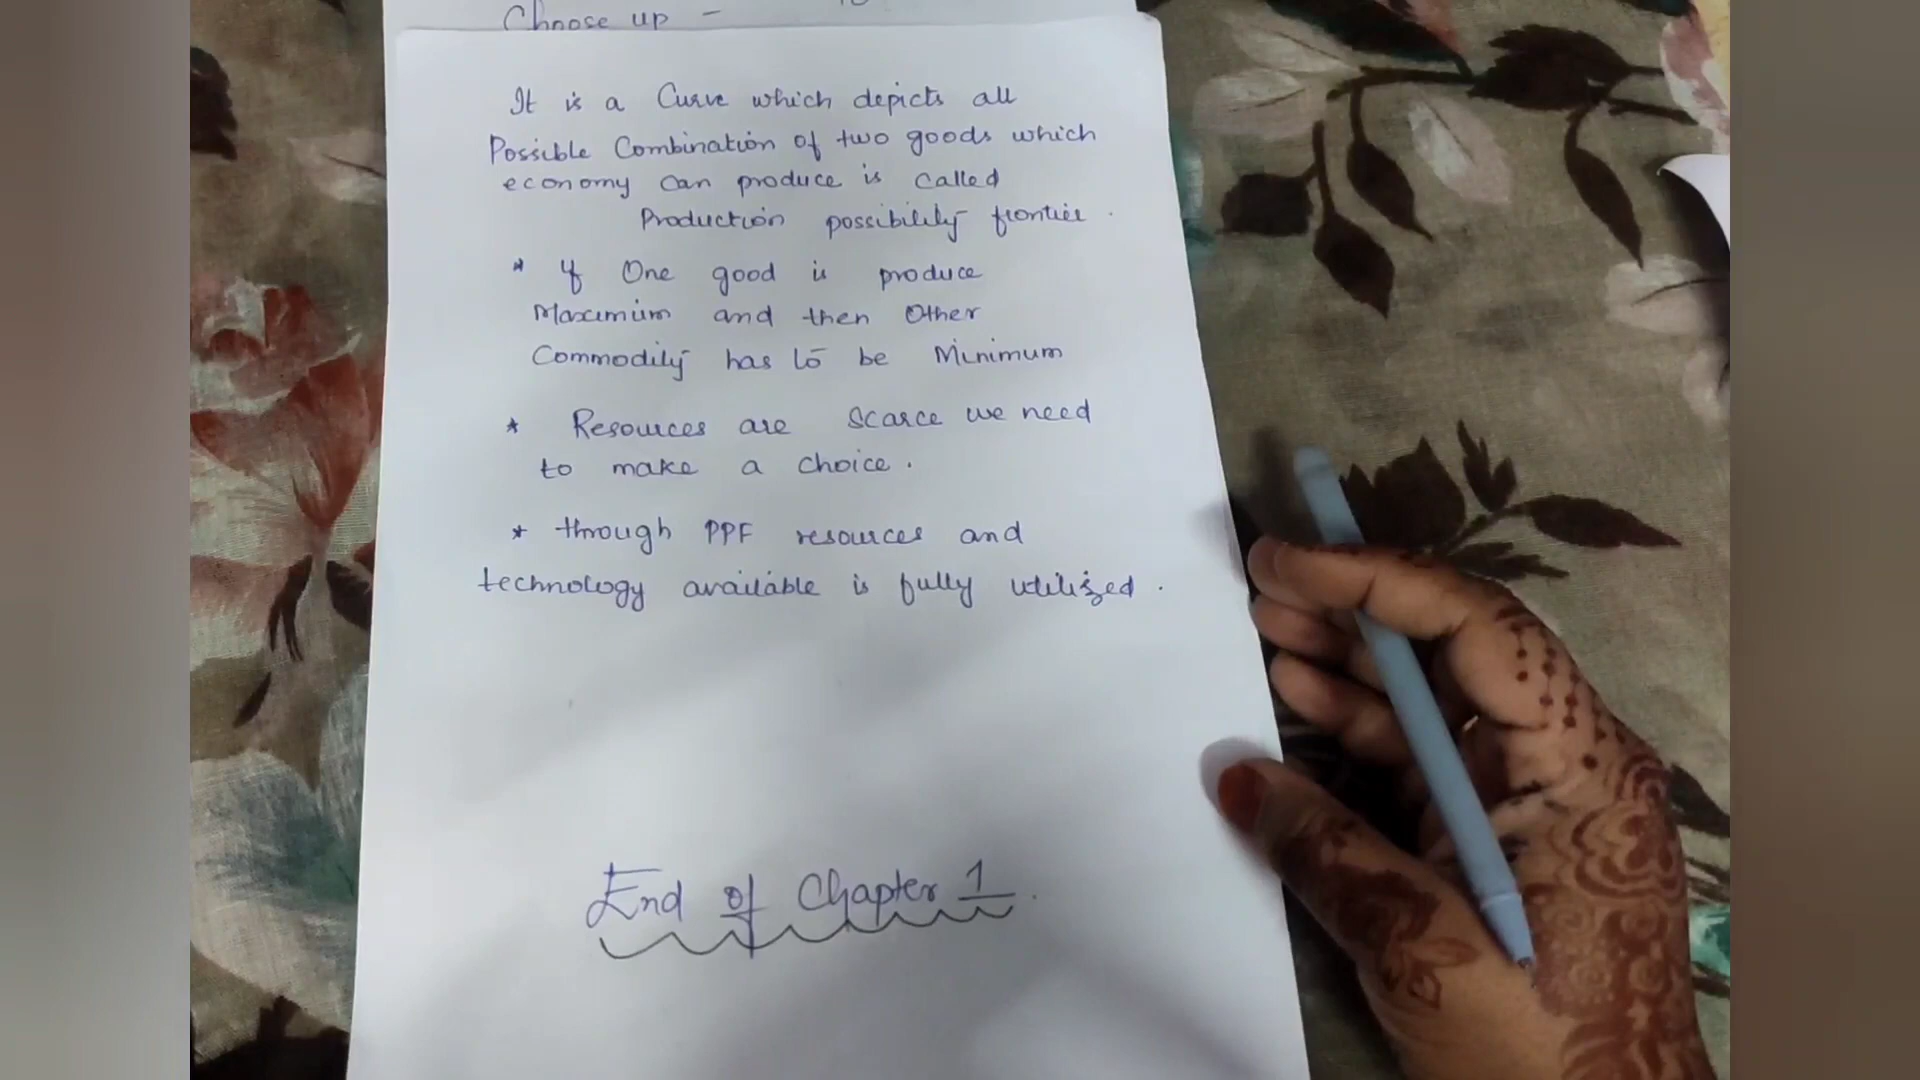 Choose up -
It is a Curve which depicts all
Possible Combination of two goods which
economy can produce is called
Production possibility frontier .
* If One good is produce
Maximum and then Other
Commodity has to be Minimum
* Resources are Scarce we need
to make a choice .
* through PPF resources and
technology available is fully utilized .
End of Chapter 1 .